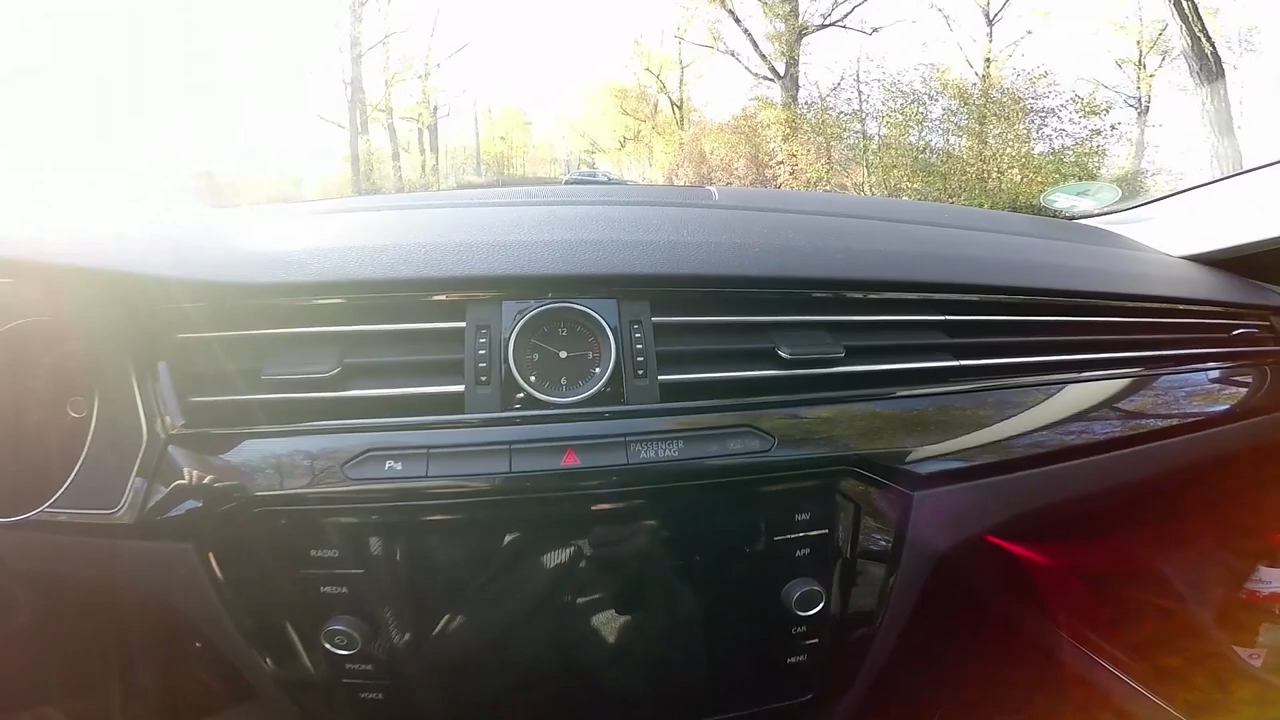 12
9
3
6
P
PASSENGER
AIR BAG
RADIO
MEDIA
PHONE
VOICE
NAV
APP
CAR
MENU